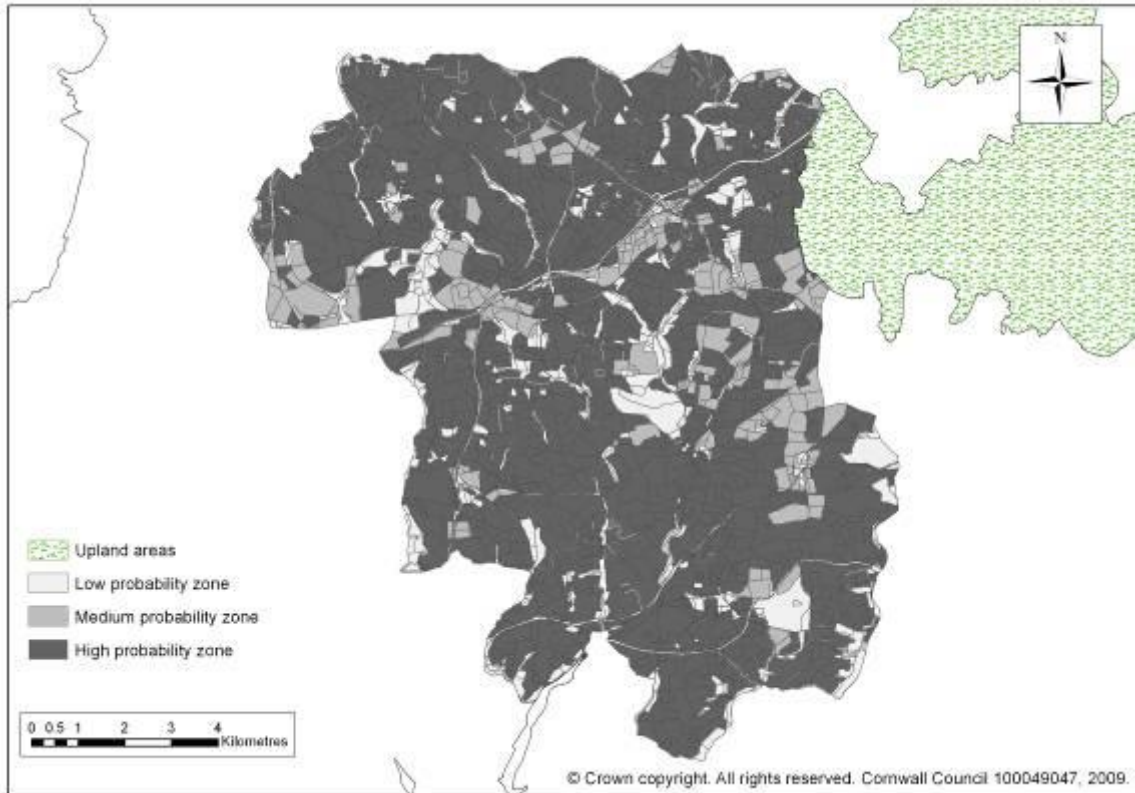 N
Upland areas
Low probability zone
Medium probability zone
High probability zone
0 0.5 1 2 3 4
Kilometres
© Crown copyright. All rights reserved. Cornwall Council 100049047, 2009.